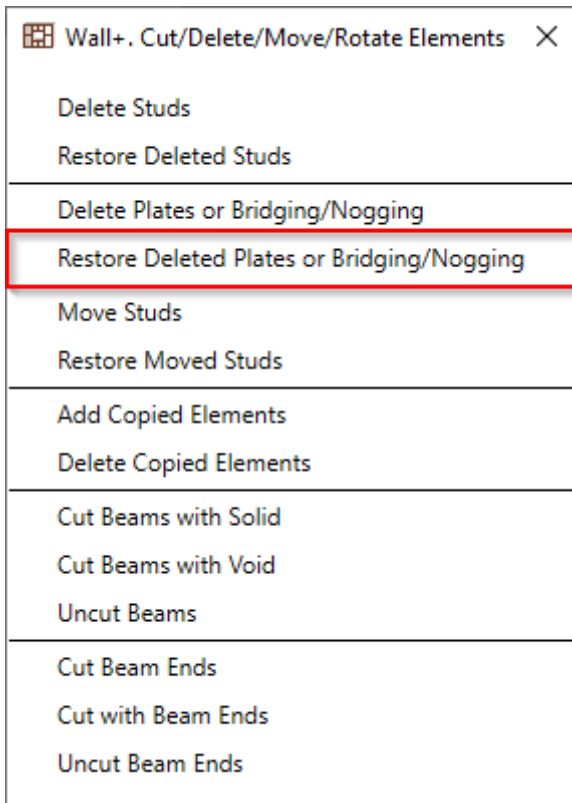 Wall+. Cut/Delete/Move/Rotate Elements
Delete Studs
Restore Deleted Studs
Delete Plates or Bridging/Nogging
Restore Deleted Plates or Bridging/Nogging
Move Studs
Restore Moved Studs
Add Copied Elements
Delete Copied Elements
Cut Beams with Solid
Cut Beams with Void
Uncut Beams
Cut Beam Ends
Cut with Beam Ends
Uncut Beam Ends